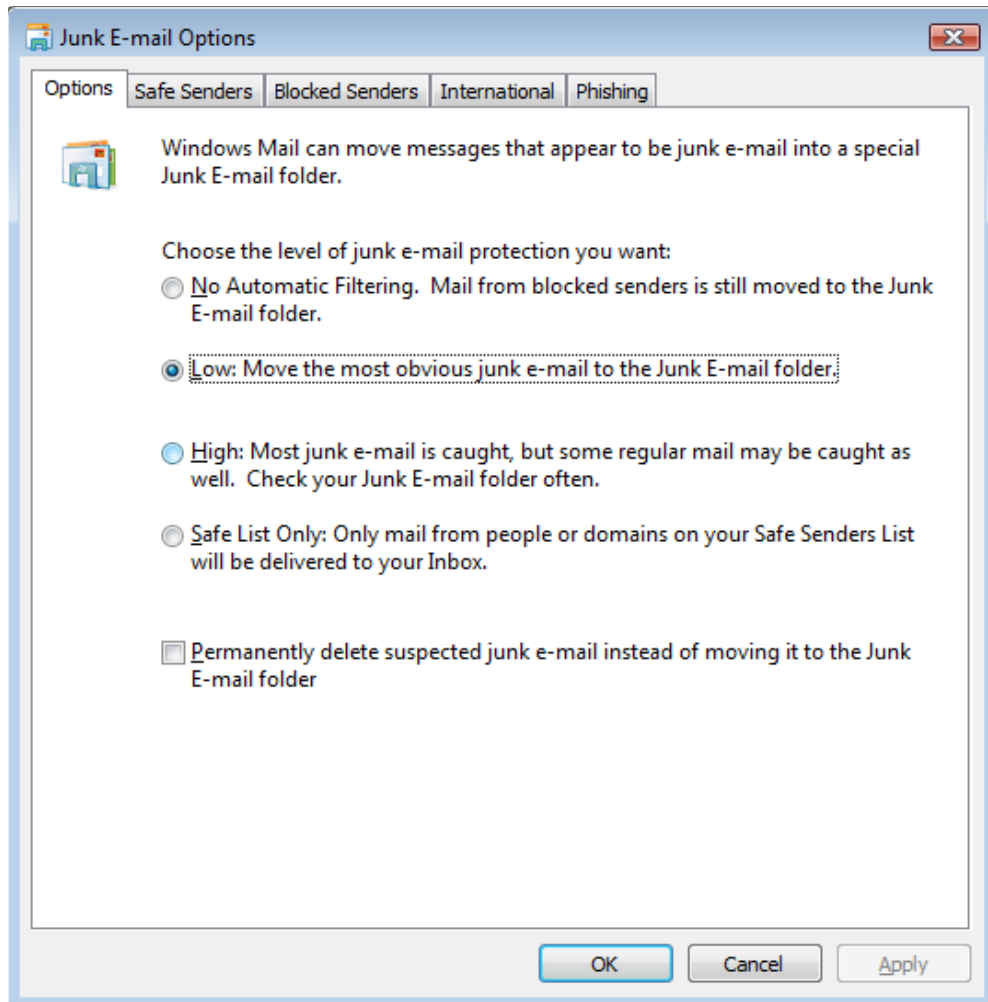 Junk E-mail Options
Options Safe Senders Blocked Senders International Phishing
Windows Mail can move messages that appear to be junk e-mail into a special
Junk E-mail folder.
Choose the level of junk e-mail protection you want:
No Automatic Filtering.  Mail from blocked senders is still moved to the Junk
E-mail folder.
Low: Move the most obvious junk e-mail to the Junk E-mail folder.
High: Most junk e-mail is caught, but some regular mail may be caught as
well.  Check your Junk E-mail folder often.
Safe List Only: Only mail from people or domains on your Safe Senders List
will be delivered to your Inbox.
Permanently delete suspected junk e-mail instead of moving it to the Junk
E-mail folder
OK Cancel Apply